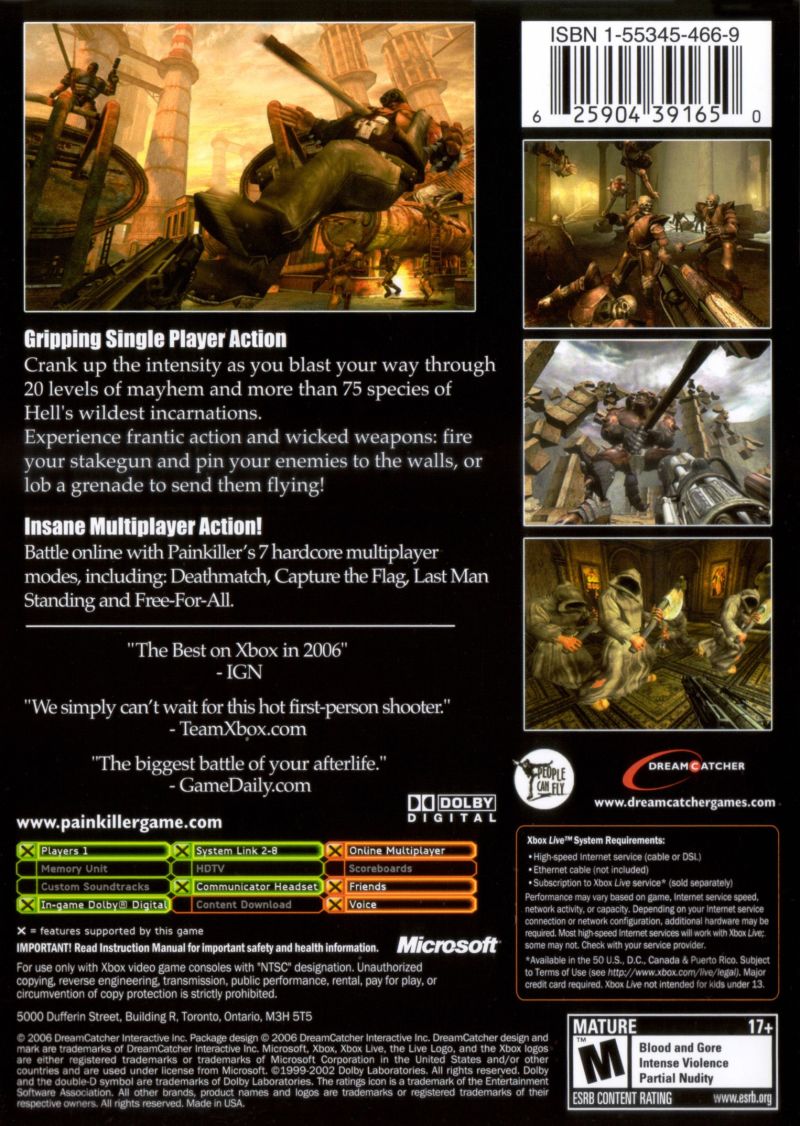 ISBN 1-55345-466-9
6 25904 39165 0
Gripping Single Player Action
Crank up the intensity as you blast your way through
20 levels of mayhem and more than 75 species of
Hell's wildest incarnations.
Experience frantic action and wicked weapons: fire
your stakegun and pin your enemies to the walls, or
lob a grenade to send them flying!
Insane Multiplayer Action!
Battle online with Painkiller's 7 hardcore multiplayer
modes, including: Deathmatch, Capture the Flag, Last Man
Standing and Free-For-All.
"The Best on Xbox in 2006"
- IGN
"We simply can't wait for this hot first-person shooter."
- TeamXbox.com
"The biggest battle of your afterlife."
- GameDaily.com
DOLBY
DIGITAL
www.painkillergame.com
PEOPLE
CAN FLY
DREAMCATCHER
www.dreamcatchergames.com
Players 1
System Link 2-8
Online Multiplayer
Memory Unit
HDTV
Scoreboards
Custom Soundtracks
Communicator Headset
Friends
In-game Dolby® Digital
Content Download
Voice
X = features supported by this game
IMPORTANT! Read Instruction Manual for important safety and health information.
Microsoft®
For use only with Xbox video game consoles with "NTSC" designation. Unauthorized
copying, reverse engineering, transmission, public performance, rental, pay for play, or
circumvention of copy protection is strictly prohibited.
5000 Dufferin Street, Building R, Toronto, Ontario, M3H 5T5
© 2006 DreamCatcher Interactive Inc. Package design © 2006 DreamCatcher Interactive Inc. DreamCatcher design and
mark are trademarks of DreamCatcher Interactive Inc. Microsoft, Xbox, Xbox Live, the Live Logo, and the Xbox logos
are either registered trademarks or trademarks of Microsoft Corporation in the United States and/or other
countries and are used under license from Microsoft. ©1999-2002 Dolby Laboratories. All rights reserved. Dolby
and the double-D symbol are trademarks of Dolby Laboratories. The ratings icon is a trademark of the Entertainment
Software Association. All other brands, product names and logos are trademarks or registered trademarks of their
respective owners. All rights reserved. Made in USA.
Xbox Live™ System Requirements:
• High-speed Internet service (cable or DSL)
• Ethernet cable (not included)
• Subscription to Xbox Live service* (sold separately)
Performance may vary based on game, Internet service speed,
network activity, or capacity. Depending on your Internet service
connection or network configuration, additional hardware may be
required. Most high-speed Internet services will work with Xbox Live;
some may not. Check with your service provider.
*Available in the 50 U.S., D.C., Canada & Puerto Rico. Subject
to Terms of Use (see http://www.xbox.com/live/legal). Major
credit card required. Xbox Live not intended for kids under 13.
MATURE 17+
M
TM
Blood and Gore
Intense Violence
Partial Nudity
ESRB CONTENT RATING www.esrb.org